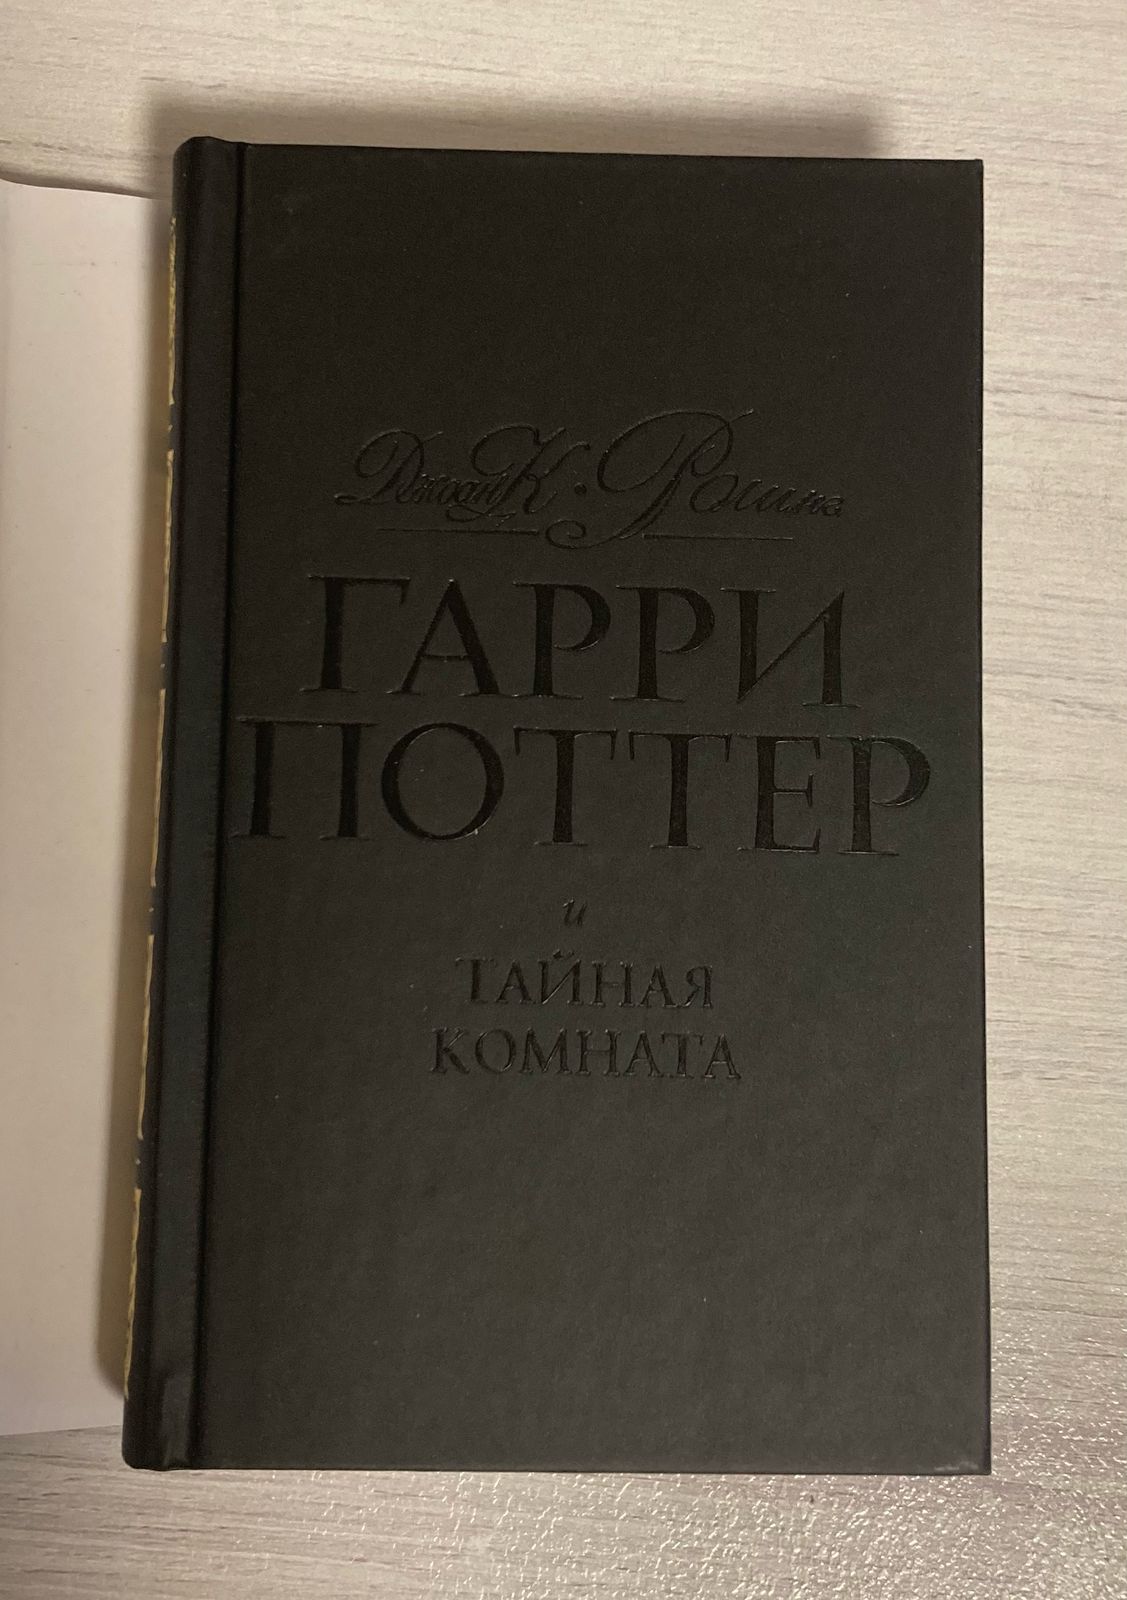 Джоан К. Роулинг
ГАРРИ
ПОТТЕР
и
ТАЙНАЯ
КОМНАТА